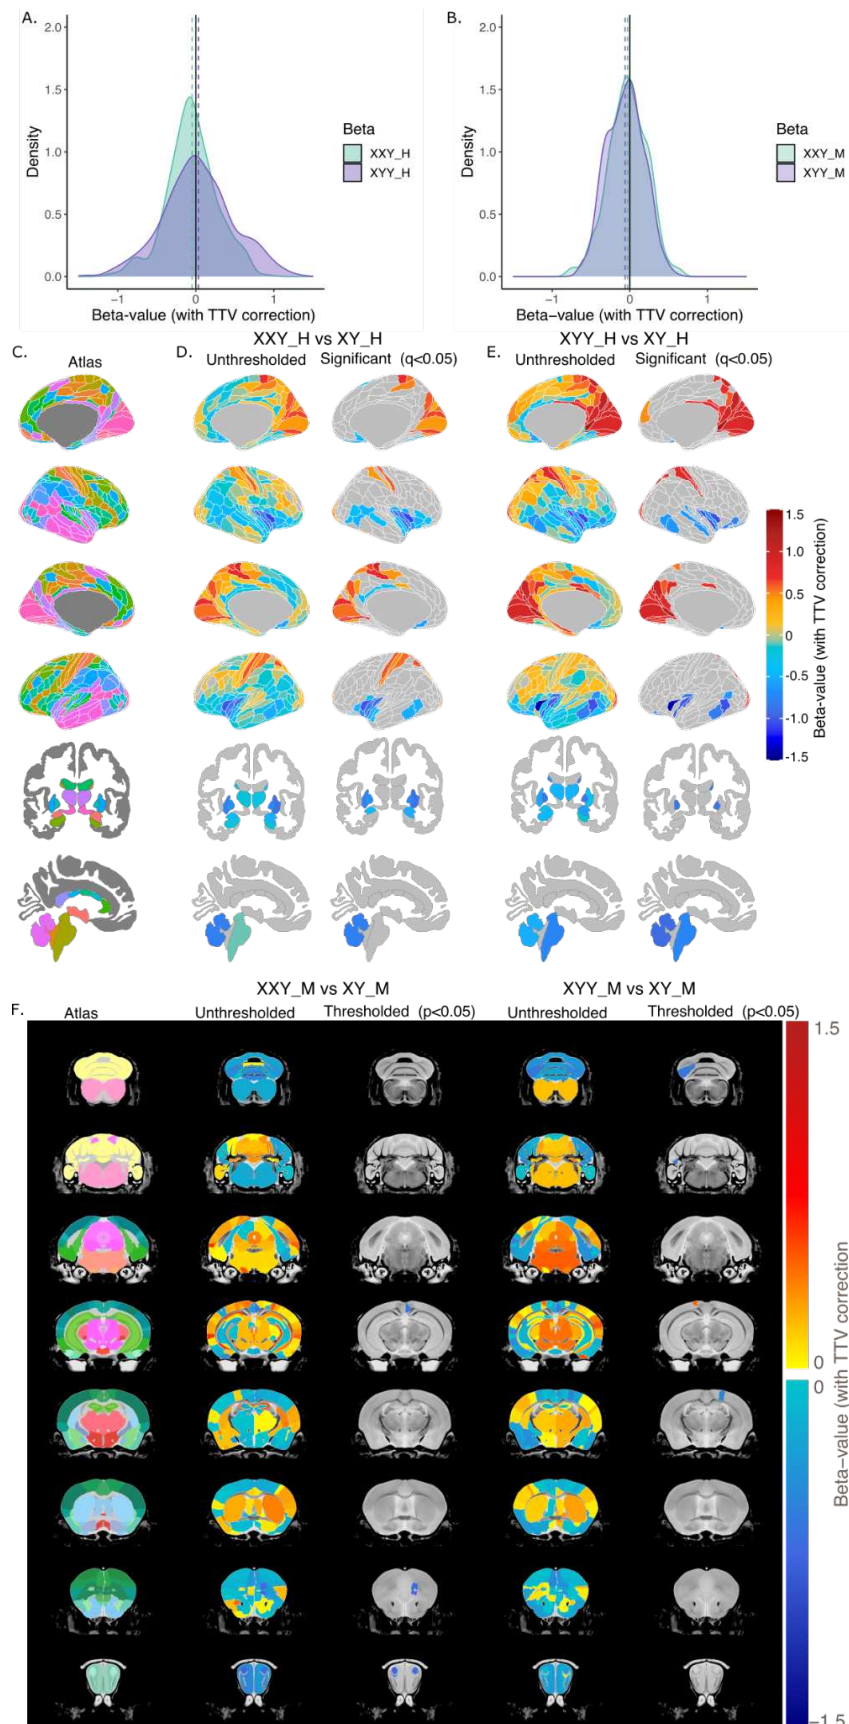 A.
2.0
1.5
1.0
0.5
0.0
Density
−1
0
1
Beta-value (with TTV correction)
Beta
XXY_H
XYY_H
B.
2.0
1.5
1.0
0.5
0.0
Density
−1
0
1
Beta−value (with TTV correction)
Beta
XXY_M
XYY_M
XXY_H vs XY_H
XYY_H vs XY_H
C.
Atlas
D.
Unthresholded
Significant (q<0.05)
E.
Unthresholded
Significant (q<0.05)
1.5
1.0
0.5
0
-0.5
-1.0
-1.5
Beta-value (with TTV correction)
XXY_M vs XY_M
XYY_M vs XY_M
F.
Atlas
Unthresholded
Thresholded (p<0.05)
Unthresholded
Thresholded (p<0.05)
1.5
0
0
−1.5
Beta−value (with TTV correction